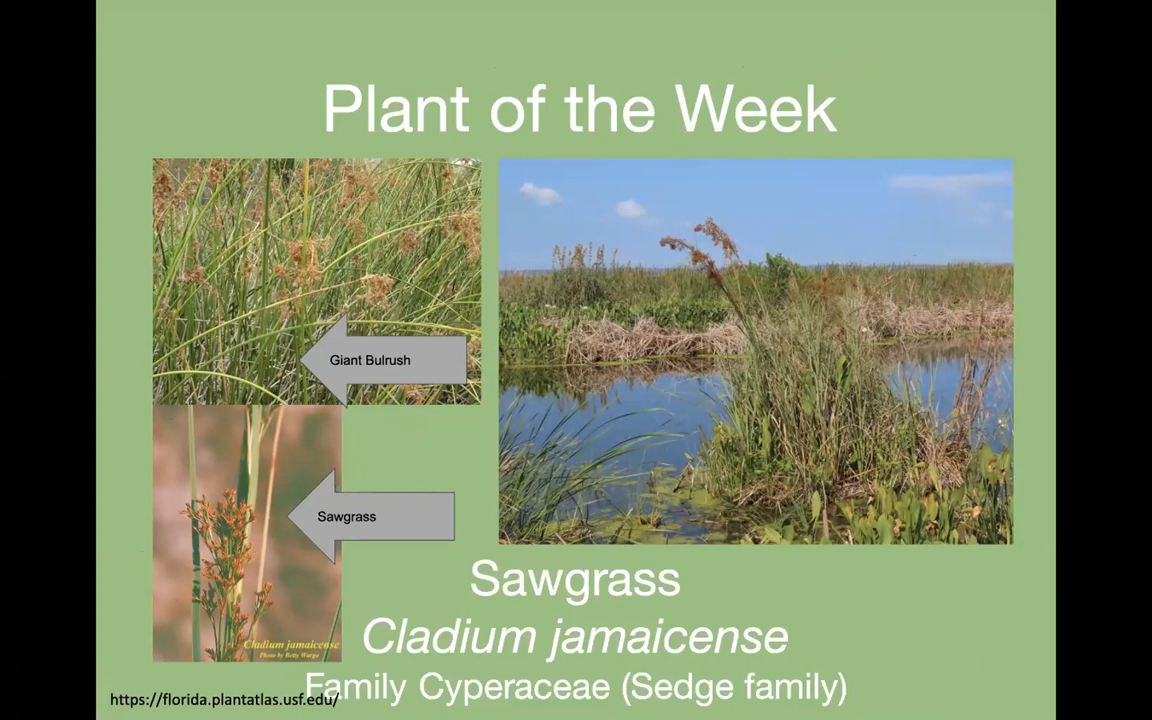 Plant of the Week
Giant Bulrush
Sawgrass
Cladium jamaicense
Photo by Betty Wargo
Sawgrass
Cladium jamaicense
Family Cyperaceae (Sedge family)
https://florida.plantatlas.usf.edu/